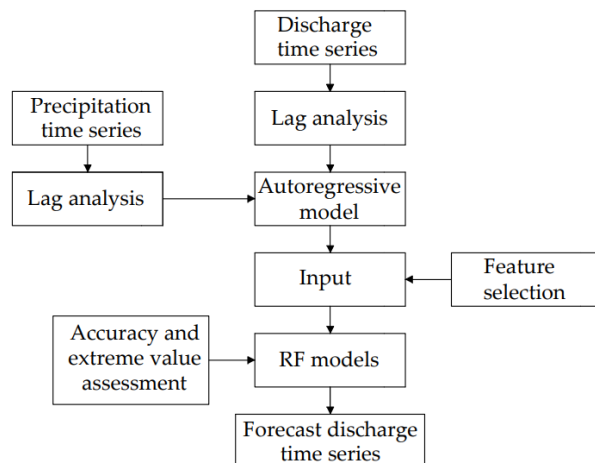 Discharge
time series
Precipitation
time series
Lag analysis
Lag analysis
Autoregressive
model
Input
Feature
selection
Accuracy and
extreme value
assessment
RF models
Forecast discharge
time series